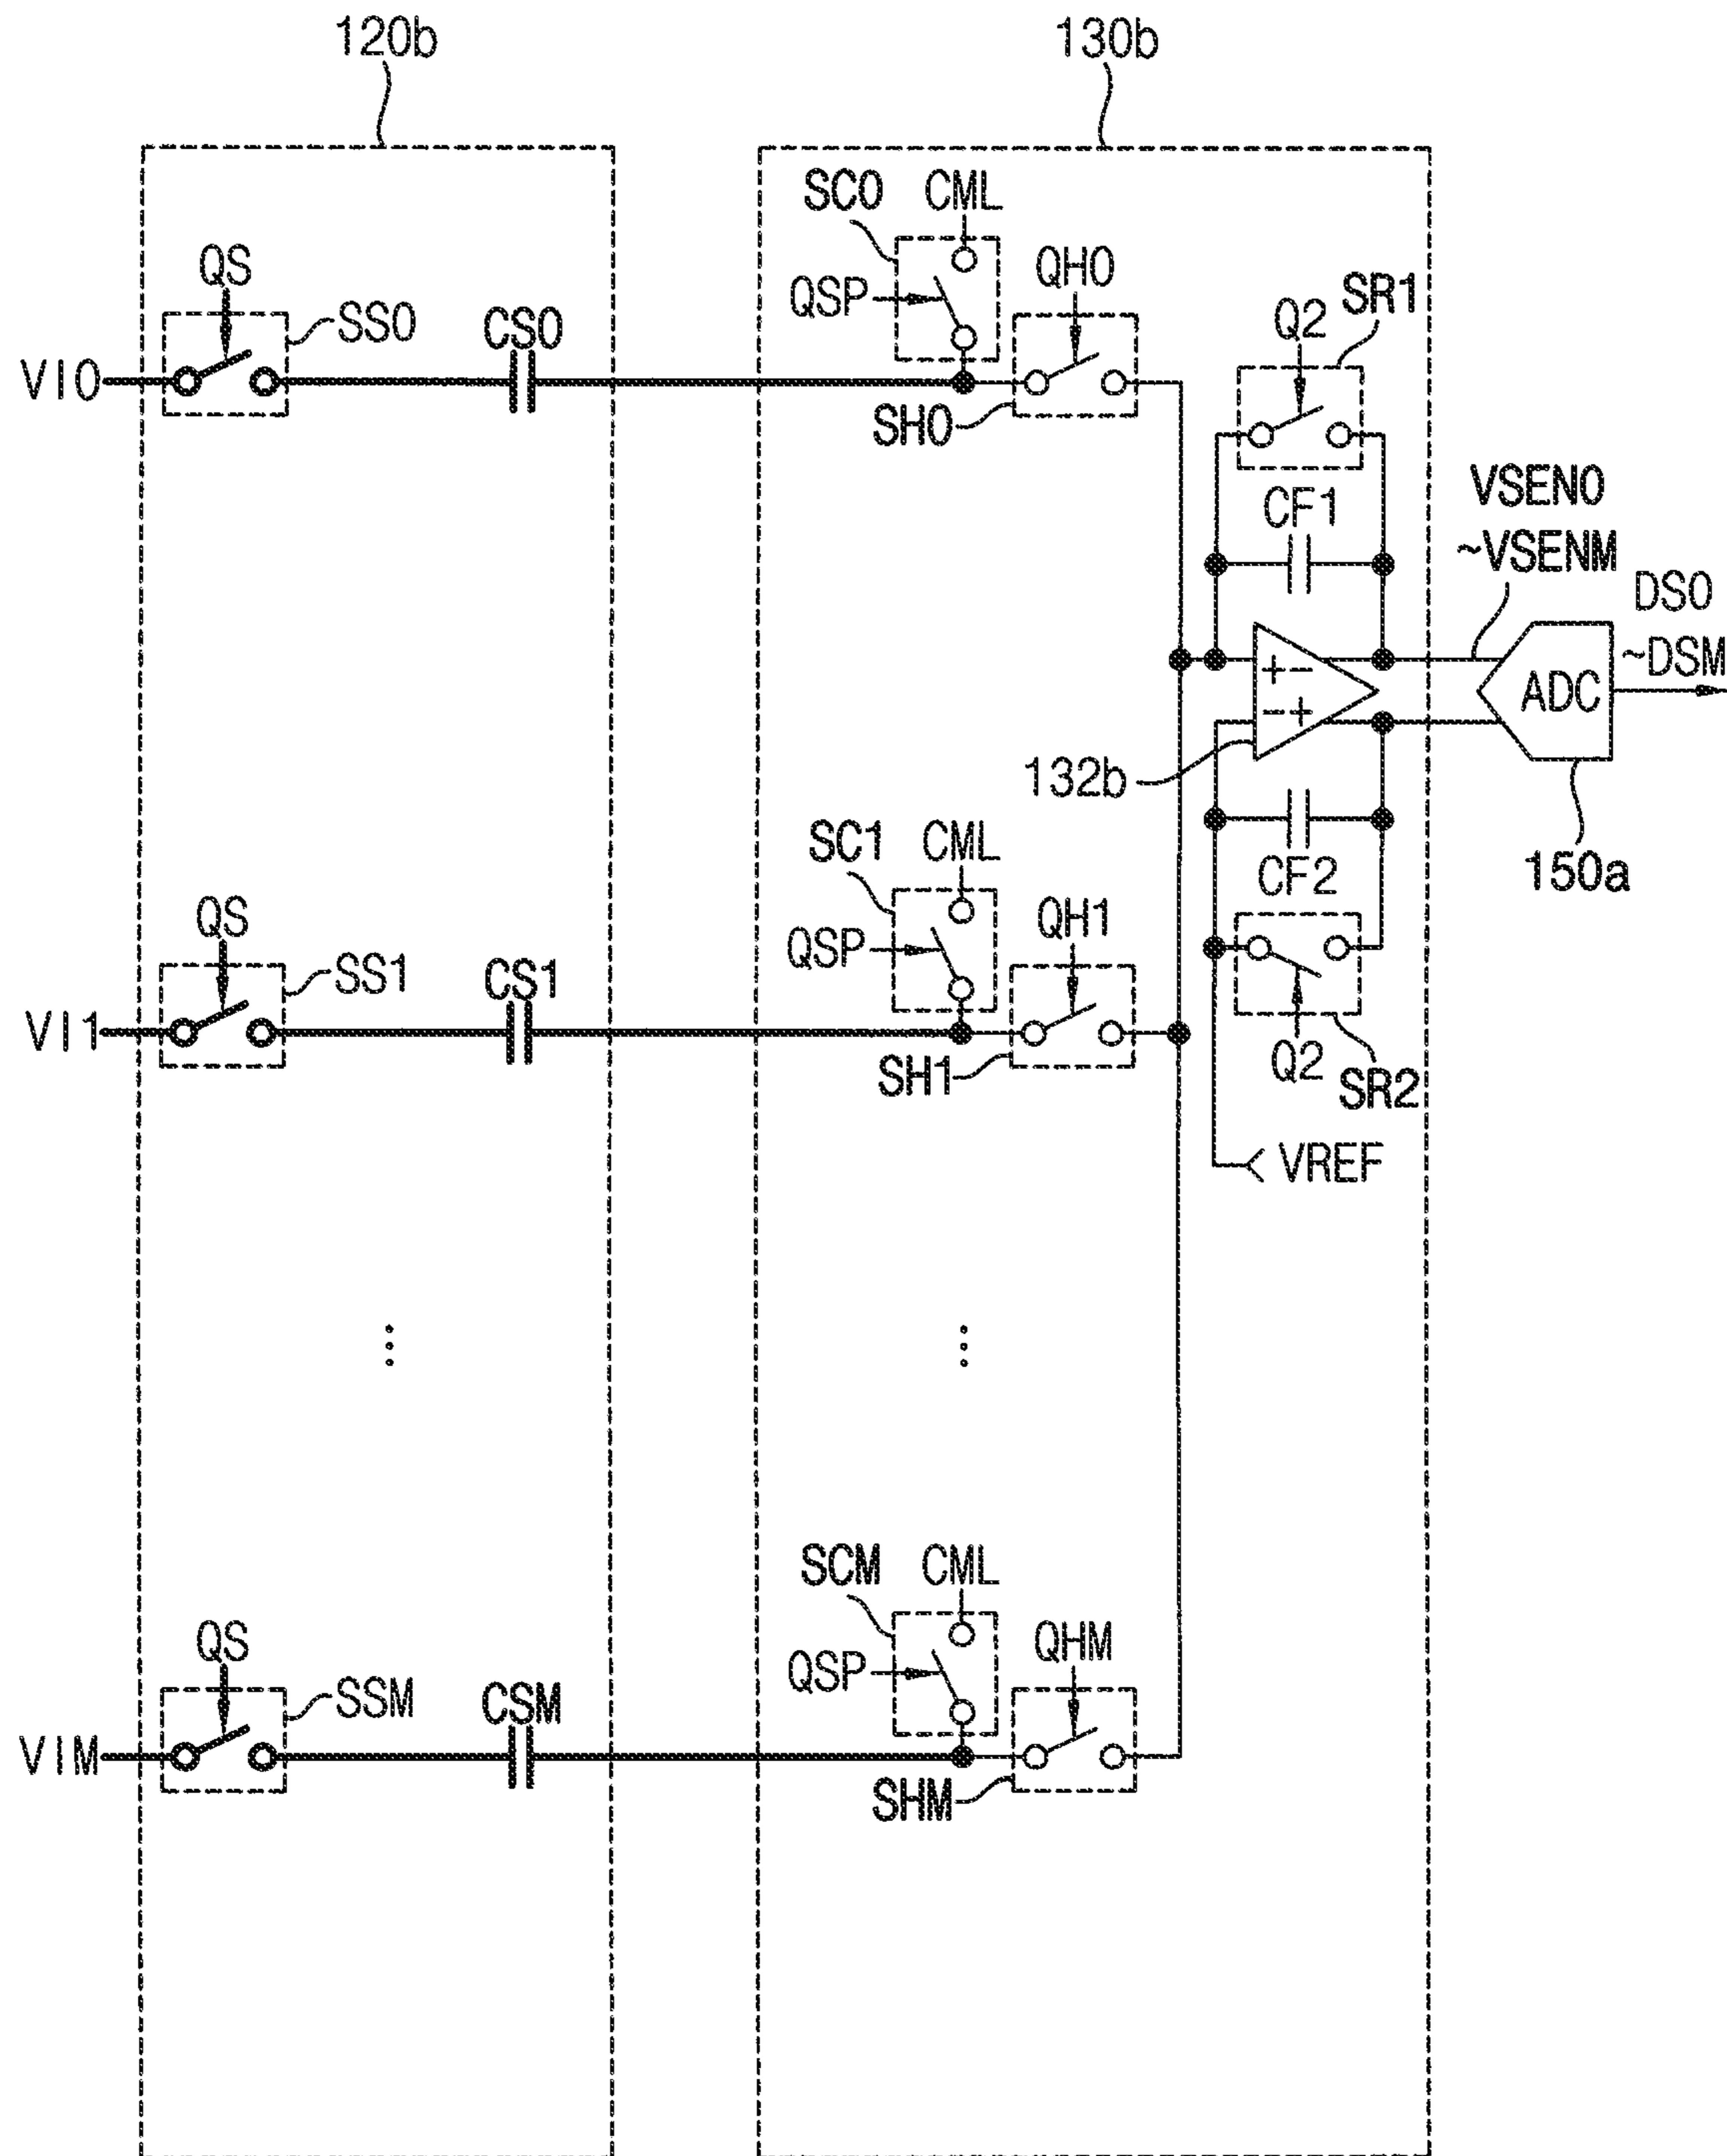 120b
130b
SC0
CML
QS
QSP
QH0
SS0
CS0
VI0
SH0
Q2
SR1
CF1
VSEN0
~VSENM
DS0
~DSM
+-
-+
ADC
132b
150a
CF2
SC1
CML
QS
QSP
QH1
SS1
CS1
VI1
SH1
Q2
SR2
VREF
SCM
CML
QS
QSP
QHM
SSM
CSM
VIM
SHM